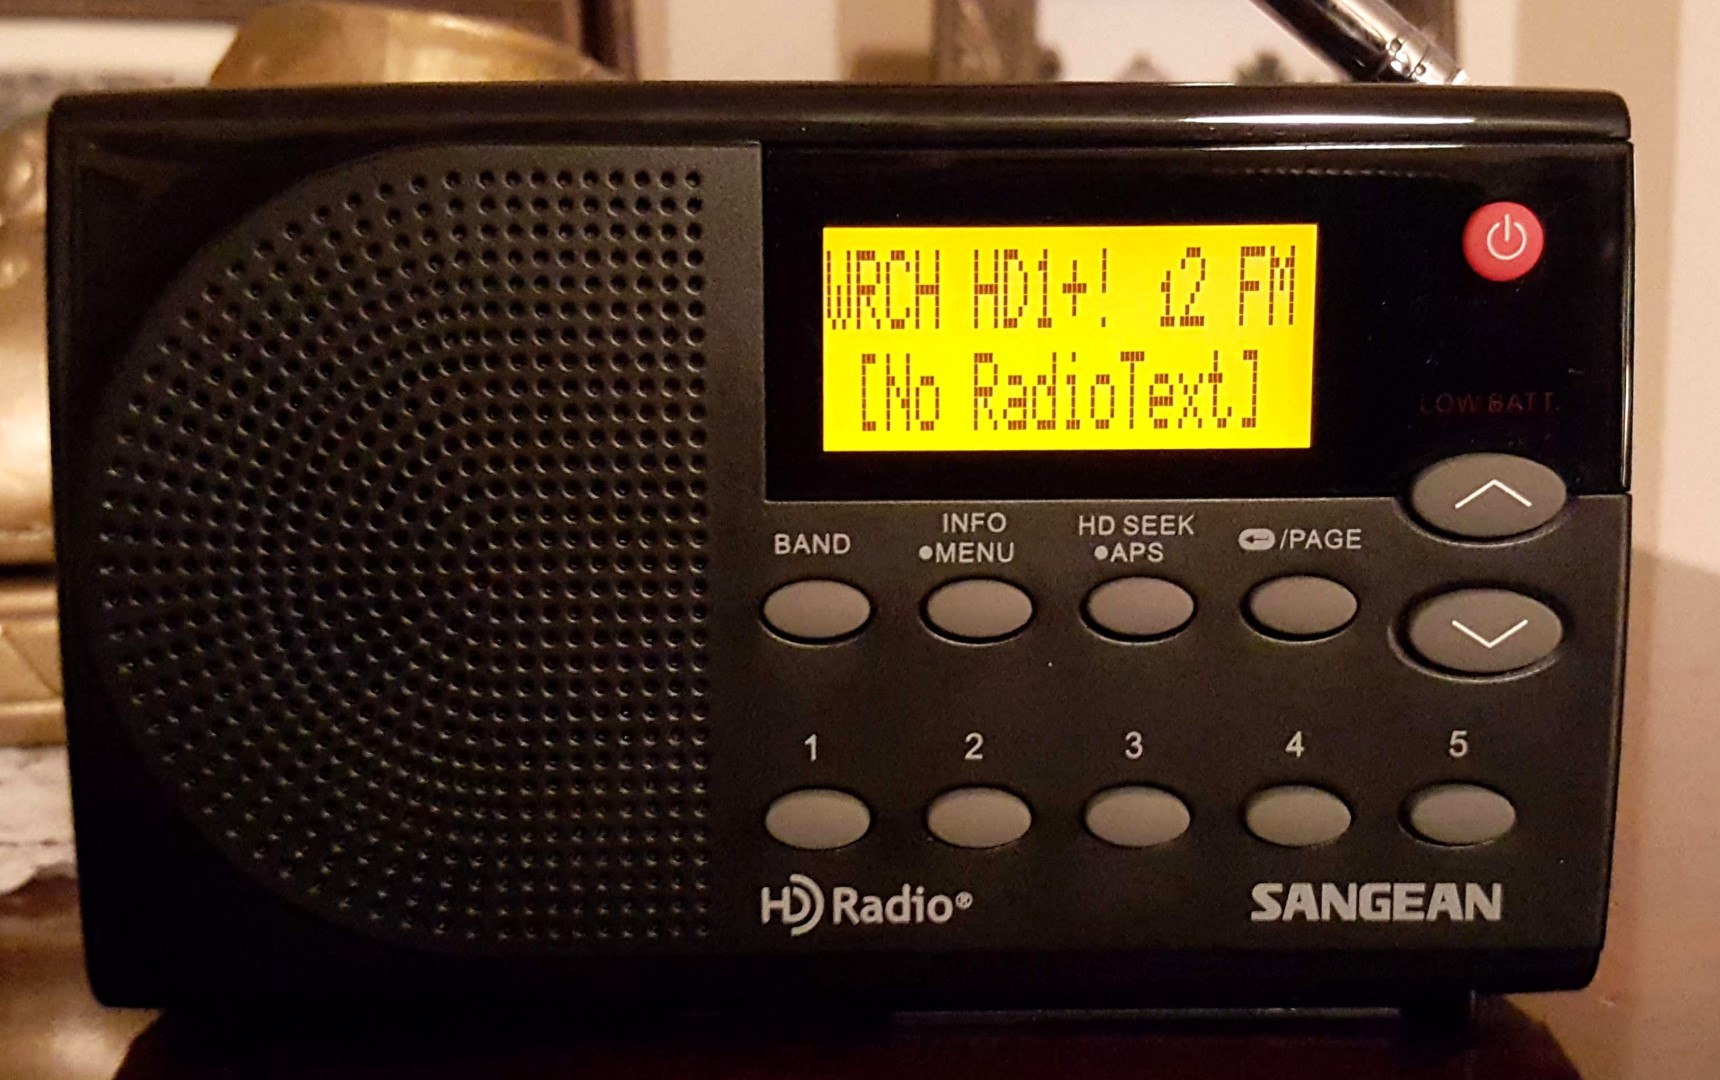 WRCH HD1+! 12 FM
[No RadioText]
LOW BATT.
BAND
INFO
●MENU
HD SEEK
●APS
/PAGE
1
2
3
4
5
HD Radio®
SANGEAN